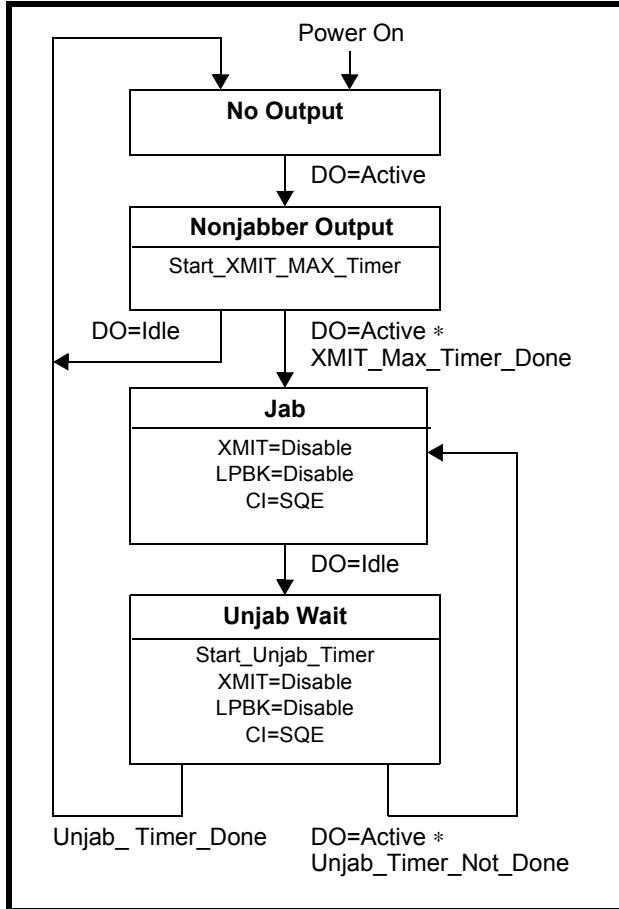 Power On
No Output
DO=Active
Nonjabber Output
Start_XMIT_MAX_Timer
DO=Idle
DO=Active *
XMIT_Max_Timer_Done
Jab
XMIT=Disable
LPBK=Disable
CI=SQE
DO=Idle
Unjab Wait
Start_Unjab_Timer
XMIT=Disable
LPBK=Disable
CI=SQE
Unjab_ Timer_Done
DO=Active *
Unjab_Timer_Not_Done